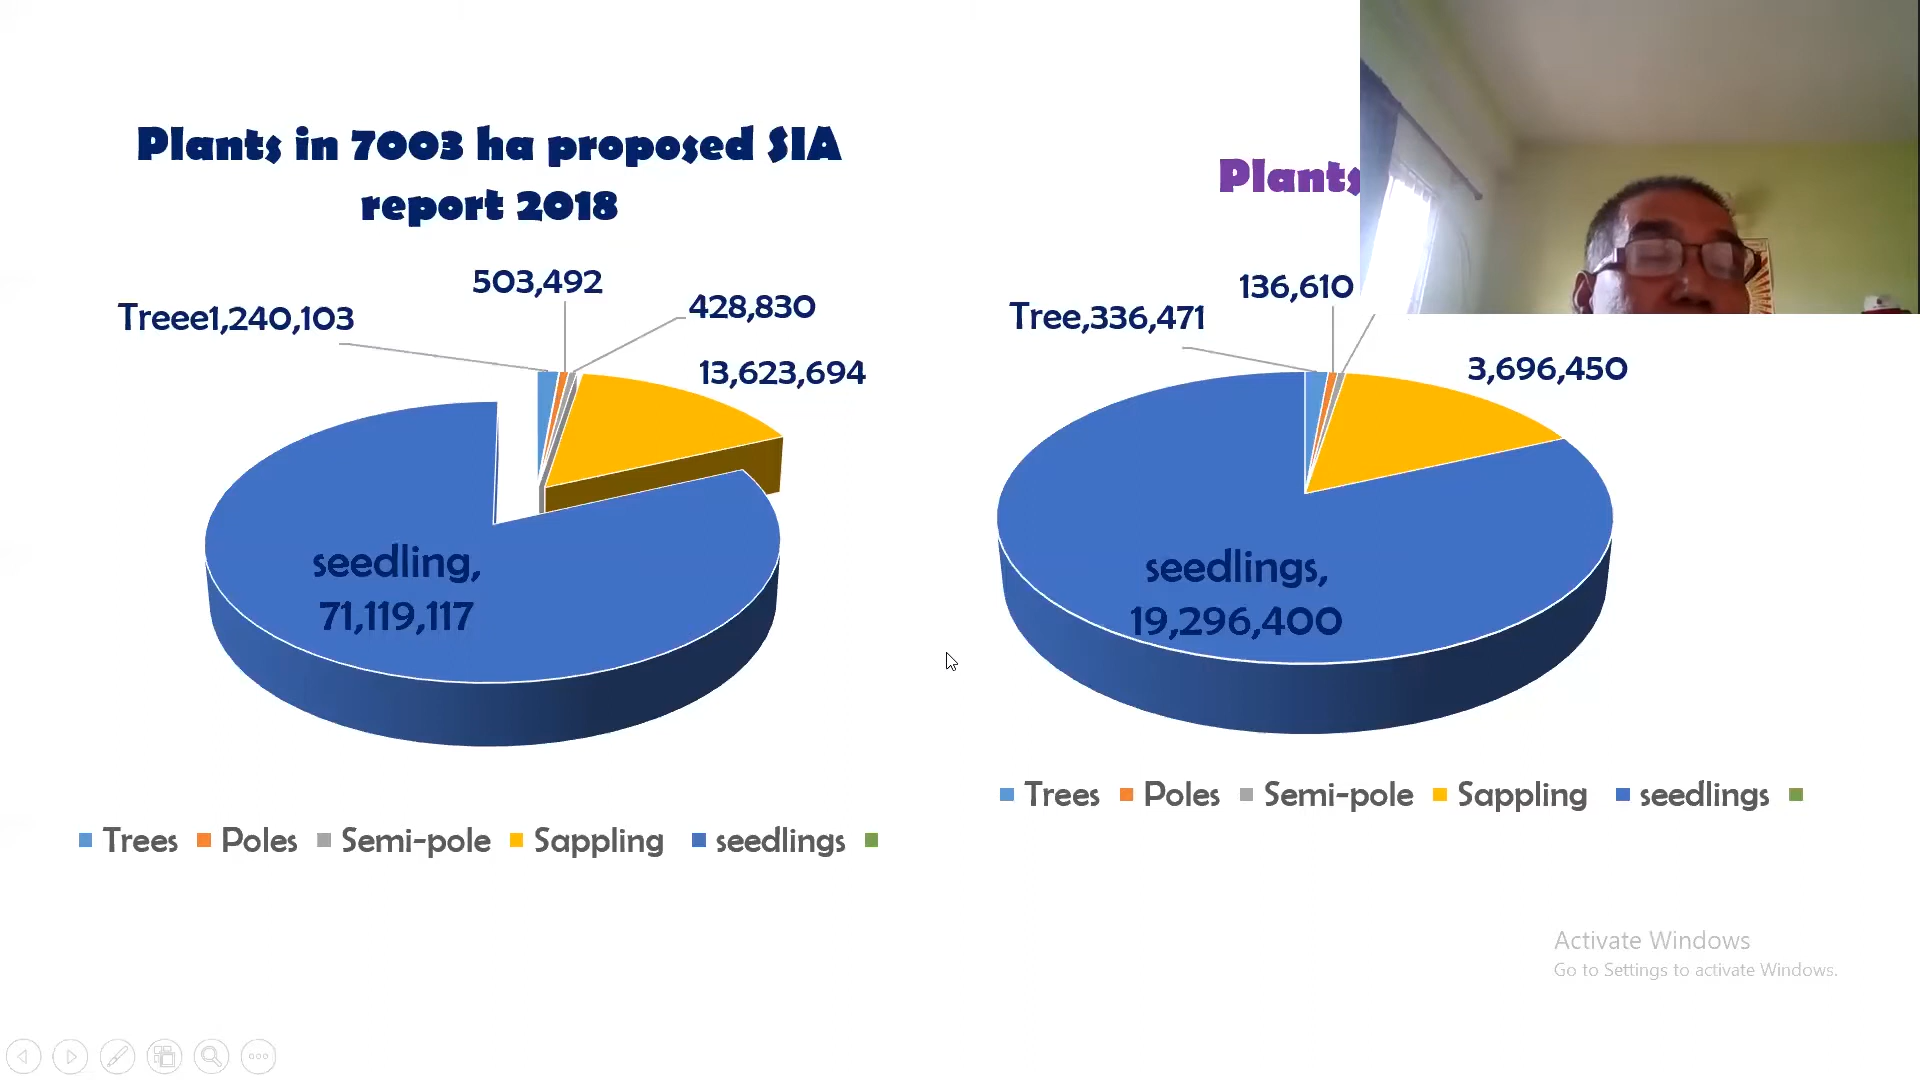 Plants in 7003 ha proposed SIA
report 2018
Treee1,240,103
503,492
428,830
13,623,694
seedling,
71,119,117
Trees Poles Semi-pole Sappling seedlings
Plants
Tree,336,471
136,610
3,696,450
seedlings,
19,296,400
Trees Poles Semi-pole Sappling seedlings
Activate Windows
Go to Settings to activate Windows.